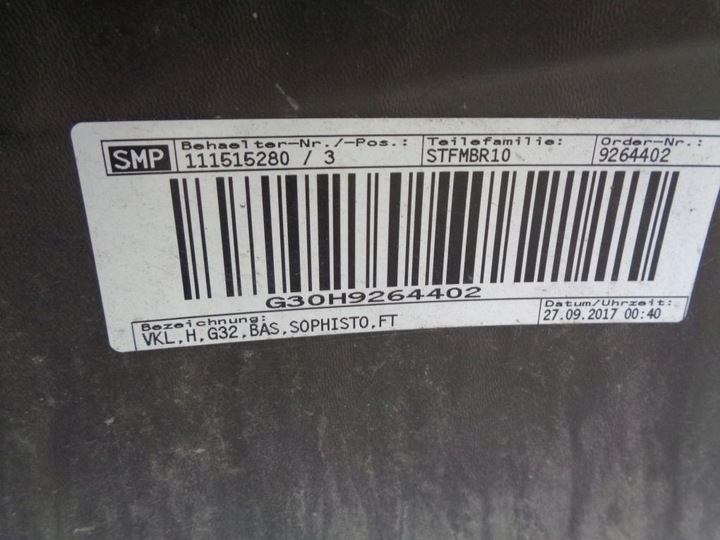 SMP
Behaelter-Nr./-Pos.:
111515280 / 3
Teilefamilie:
STFMBR10
Order-Nr.:
9264402
G30H9264402
Datum/Uhrzeit:
27.09.2017 00:40
Bezeichnung:
VKL,H,G32,BAS,SOPHISTO,FT